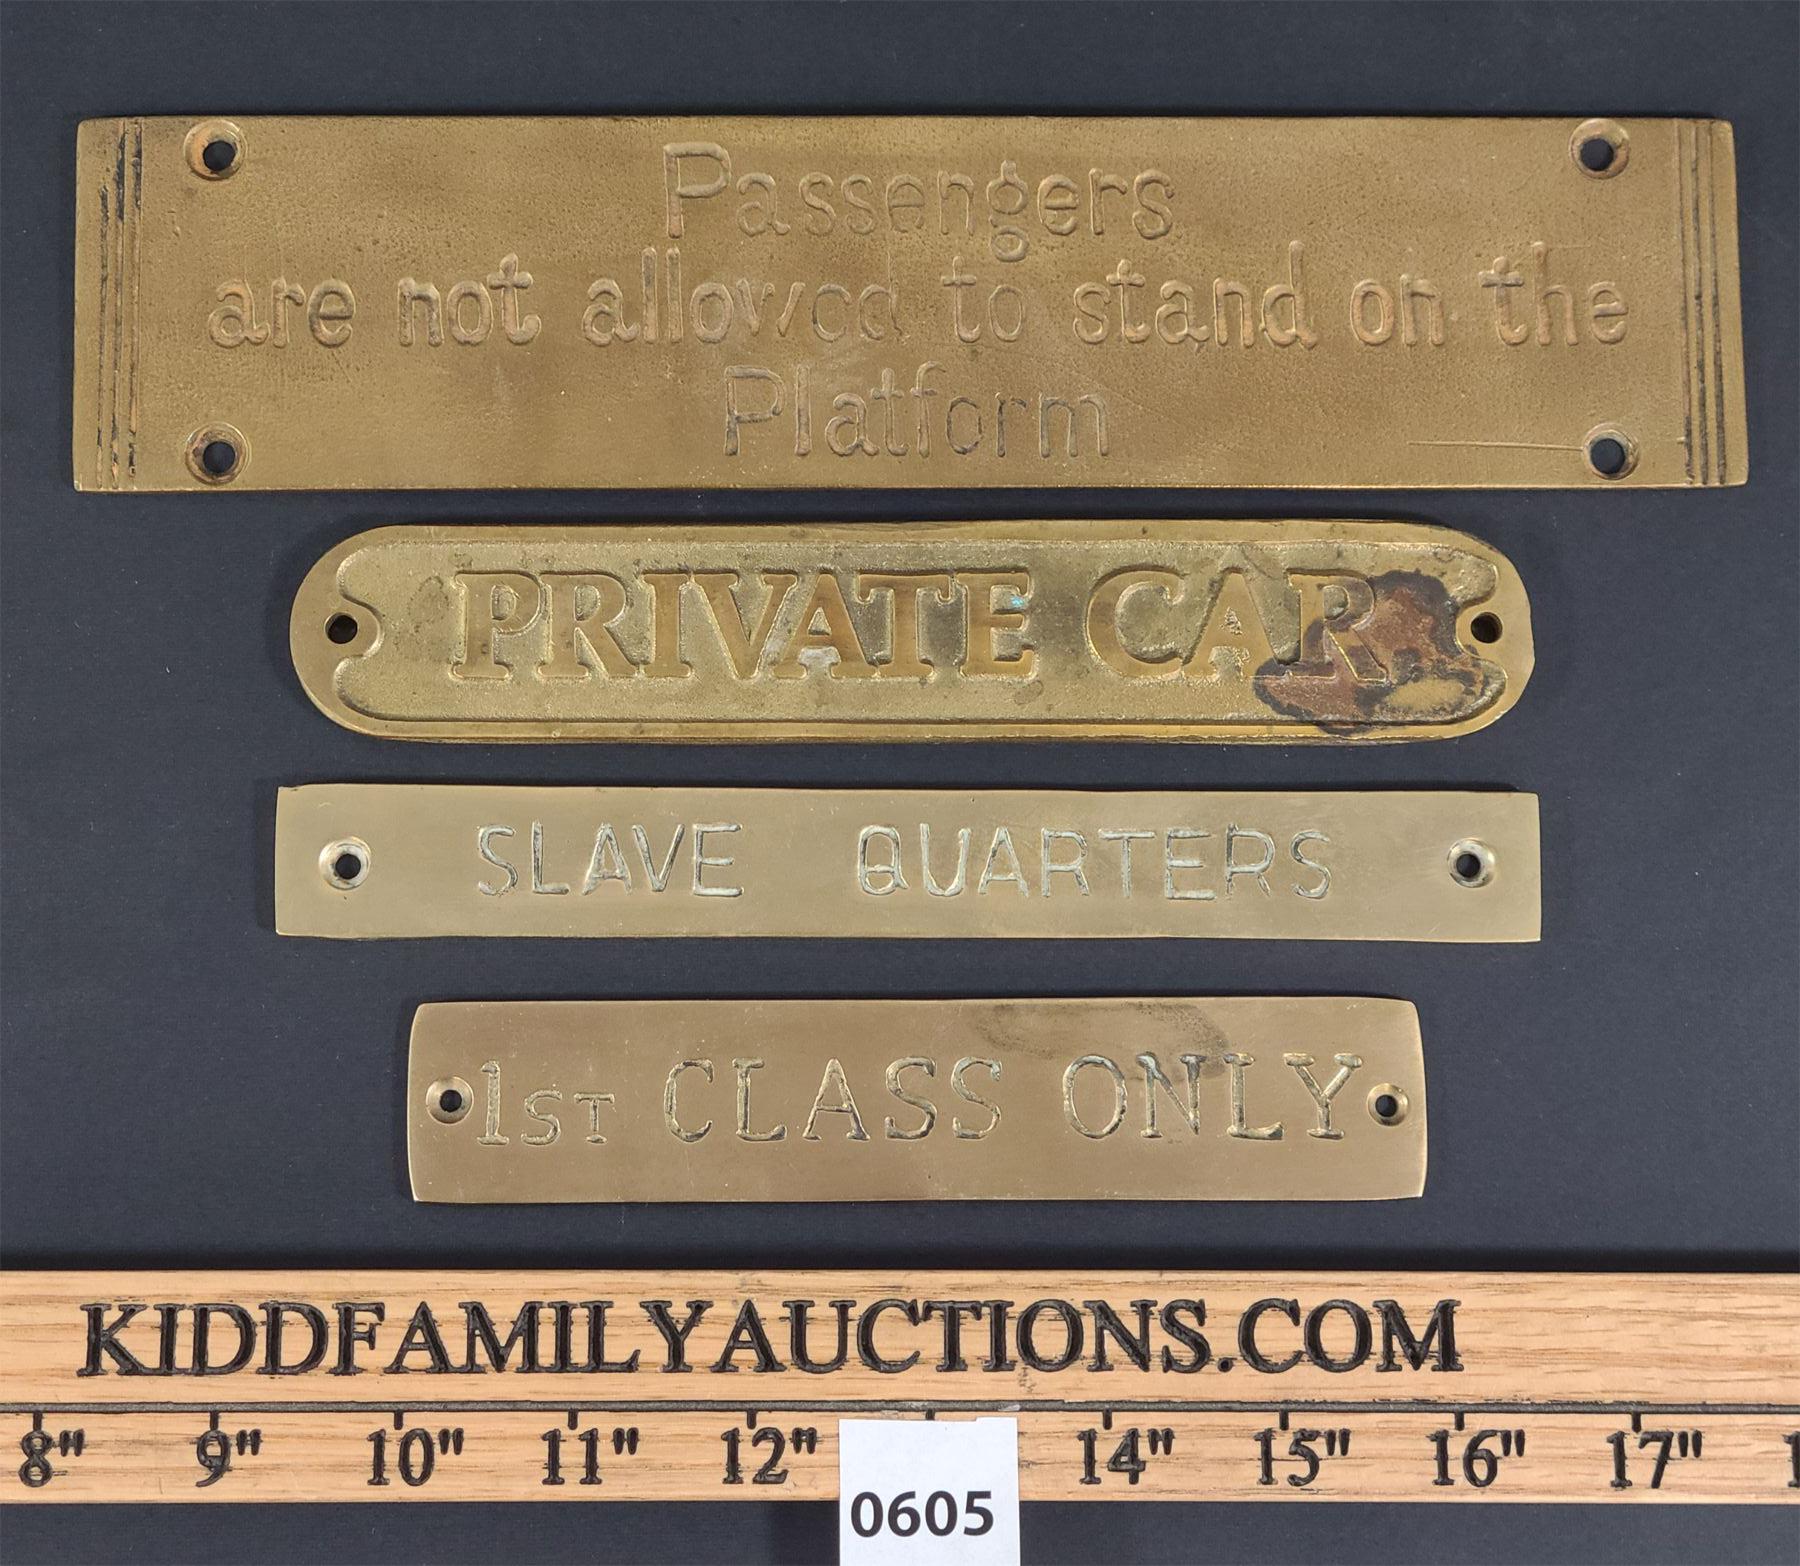 Passengers
are not allowed to stand on the
Platform
PRIVATE CAR
SLAVE QUARTERS
1ST CLASS ONLY
KIDDFAMILYAUCTIONS.COM
8" 9" 10" 11" 12" 14" 15" 16" 17"
0605